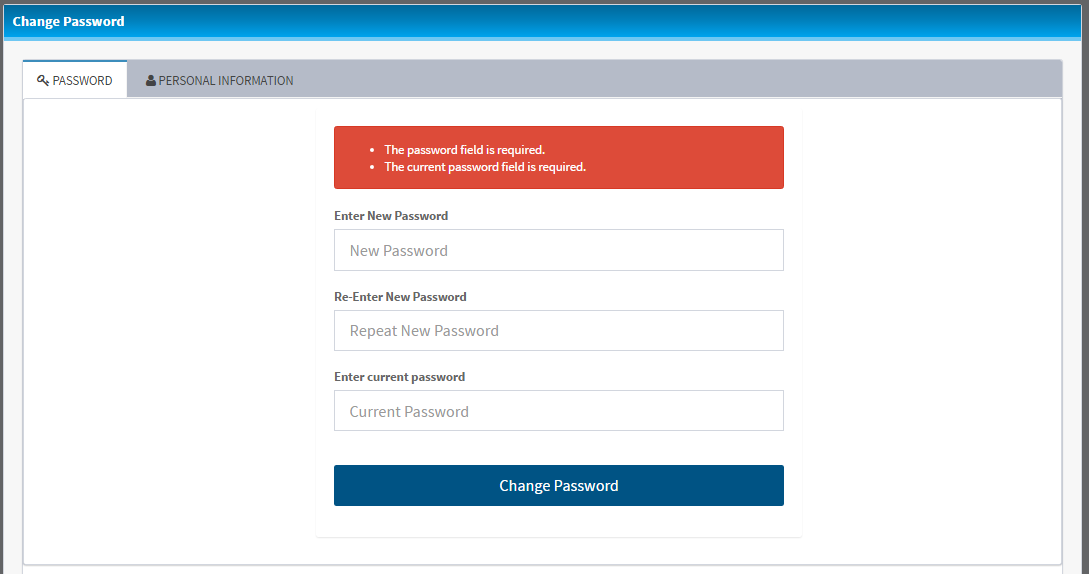 Change Password
PASSWORD
PERSONAL INFORMATION
• The password field is required.
• The current password field is required.
Enter New Password
New Password
Re-Enter New Password
Repeat New Password
Enter current password
Current Password
Change Password